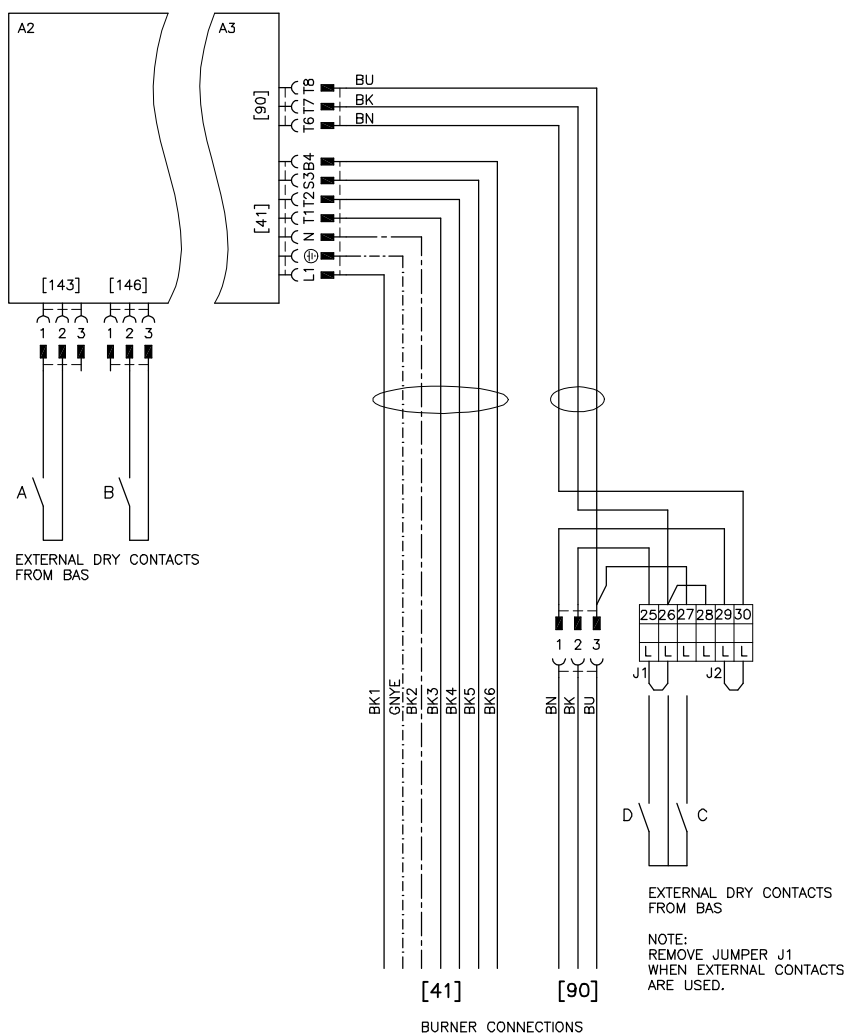 A2
A3
[90]
T8 BU
T7 BK
T6 BN
[41]
B4
S3
T2
T1
N
L1
[143] [146]
1 2 3 1 2 3
A B
EXTERNAL DRY CONTACTS
FROM BAS
25 26 27 28 29 30
1 2 3
L L L L L L
J1 J2
BK1 GNYE BK2 BK3 BK4 BK5 BK6 BN BK BU
D C
EXTERNAL DRY CONTACTS
FROM BAS
NOTE:
REMOVE JUMPER J1
WHEN EXTERNAL CONTACTS
ARE USED.
[41] [90]
BURNER CONNECTIONS